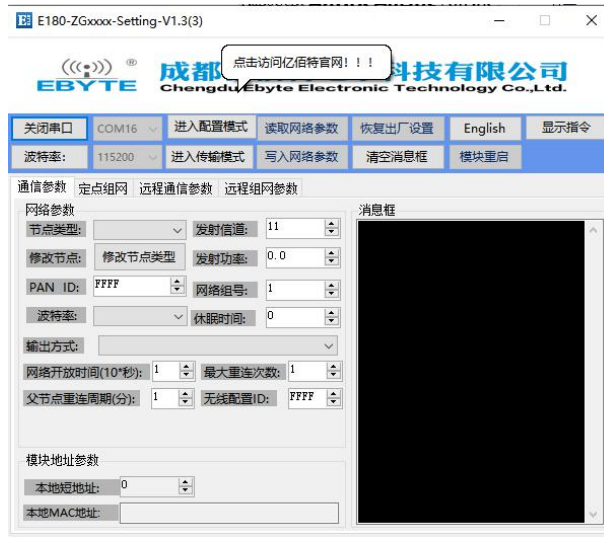 E180-ZGxxxx-Setting-V1.3(3)
点击访问亿佰特官网！！！
(((•))) ®
EBYTE
成都 科技有限公司
Chengdu Ebyte Electronic Technology Co.,Ltd.
关闭串口 COM16 进入配置模式 读取网络参数 恢复出厂设置 English 显示指令
波特率: 115200 进入传输模式 写入网络参数 清空消息框 模块重启
通信参数 定点组网 远程通信参数 远程组网参数
网络参数 消息框
节点类型: 发射信道: 11
修改节点: 修改节点类型 发射功率: 0.0
PAN ID: FFFF 网络组号: 1
波特率: 休眠时间: 0
输出方式:
网络开放时间(10*秒): 1 最大重连次数: 1
父节点重连周期(分): 1 无线配置ID: FFFF
模块地址参数
本地短地址: 0
本地MAC地址: